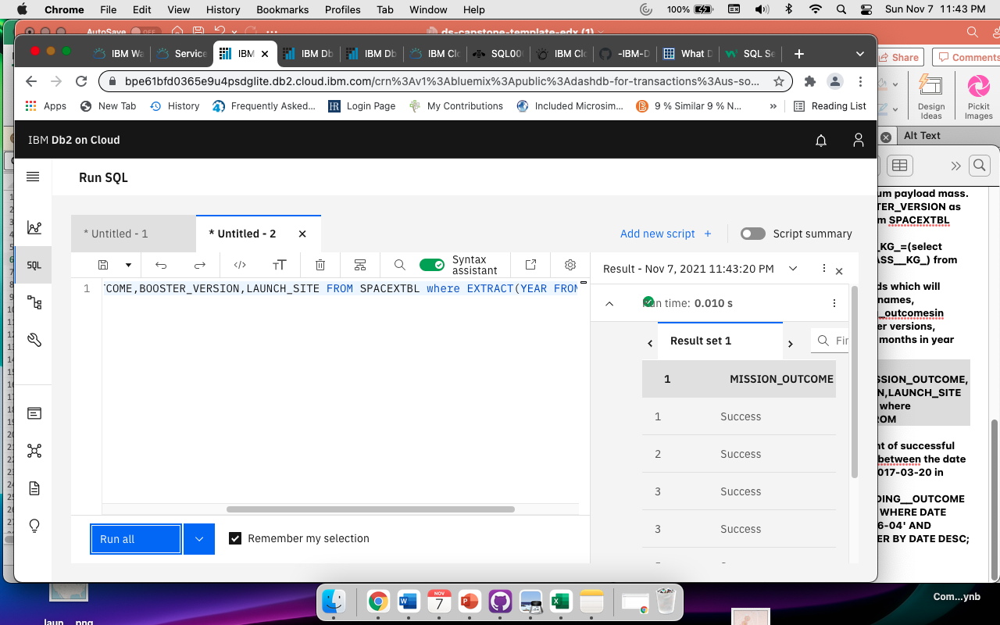 Chrome File Edit View History Bookmarks Profiles Tab Window Help 100% Sun Nov 7 11:43 PM
AutoSave OFF ds-capstone-template-edx (1)
IBM Wa Service IBM IBM Db IBM Db IBM Clo SQL00 IBM Clo -IBM-D What D SQL Se
bpe61bfd0365e9u4psdglite.db2.cloud.ibm.com/crn%3Av1%3Abluemix%3Apublic%3Adashdb-for-transactions%3Aus-so...
Share Comments
Apps New Tab History Frequently Asked... Login Page My Contributions Included Microsim... 9 % Similar 9 % N... » Reading List
Design Ideas
Pickit Images
IBM Db2 on Cloud
Alt Text
Run SQL
* Untitled - 1
* Untitled - 2
Add new script +
Script summary
Syntax assistant
Result - Nov 7, 2021 11:43:20 PM
1 COME,BOOSTER_VERSION,LAUNCH_SITE FROM SPACEXTBL where EXTRACT(YEAR FROM
Run time: 0.010 s
Result set 1
Fin
1 MISSION_OUTCOME
1 Success
2 Success
3 Success
3 Success
Run all
Remember my selection
um payload mass.
TER_VERSION as
m SPACEXTBL
_KG_=(select
ASS__KG_) from
ds which will
names,
_outcomesin
er versions,
months in year
SSION_OUTCOME,
N,LAUNCH_SITE
where
ROM
nt of successful
between the date
017-03-20 in
DING__OUTCOME
WHERE DATE
6-04' AND
ER BY DATE DESC;
NOV
7
Com...ynb
laun...png